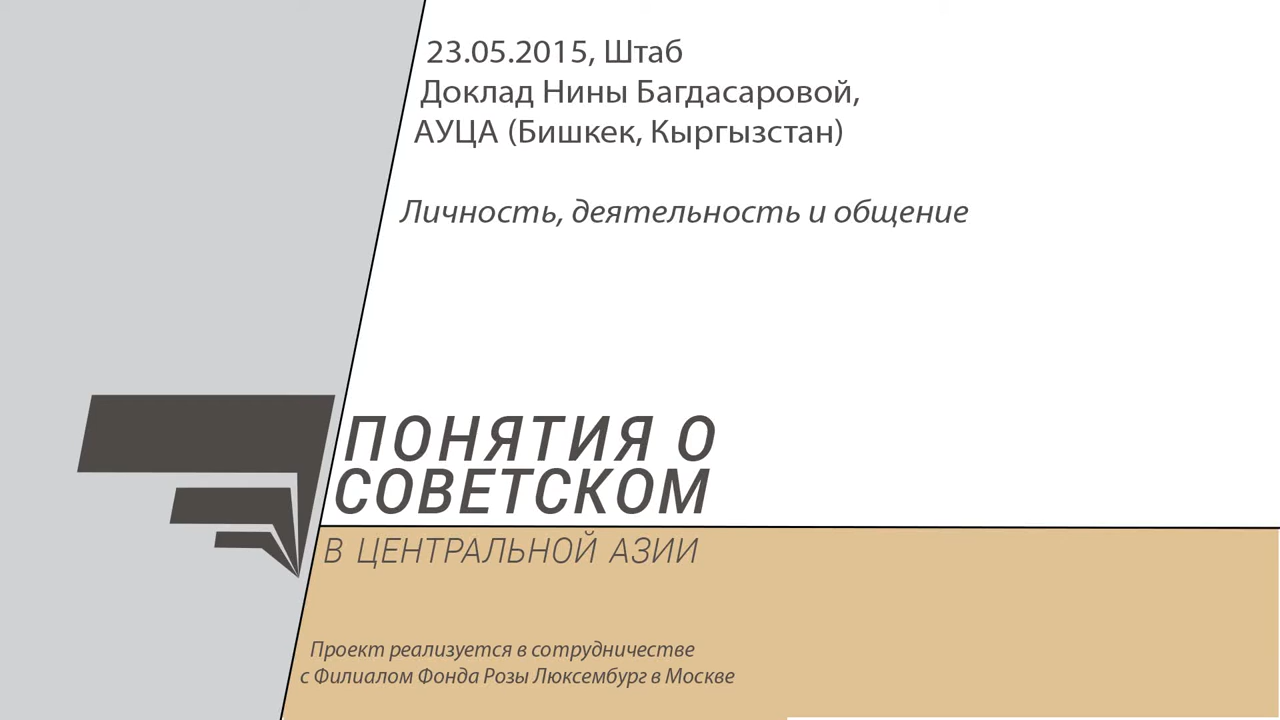 23.05.2015, Штаб
Доклад Нины Багдасаровой,
АУЦА (Бишкек, Кыргызстан)
Личность, деятельность и общение
ПОНЯТИЯ О
СОВЕТСКОМ
В ЦЕНТРАЛЬНОЙ АЗИИ
Проект реализуется в сотрудничестве
с Филиалом Фонда Розы Люксембург в Москве